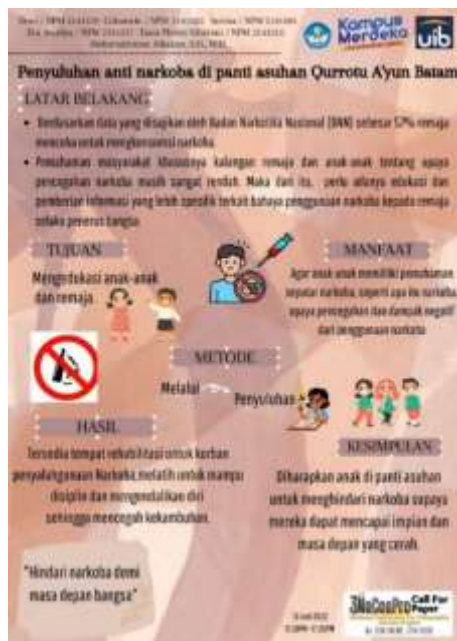 Kampus
Merdeka
uib
Penyuluhan anti narkoba di panti asuhan Qurrotu A'yun Batam
LATAR BELAKANG
Berdasarkan data yang disiapkan oleh Badan Narkotika Nasional (BNN) sebesar 57% remaja
mencoba untuk mengkonsumsi narkoba.
Pemahaman masyarakat khususnya kalangan remaja dan anak-anak tentang upaya
pencegahan narkoba masih sangat rendah. Maka dari itu, perlu adanya edukasi dan
pemberian informasi yang lebih spesifik terkait bahaya penggunaan narkoba kepada remaja
selaku penerus bangsa.
TUJUAN
Mengedukasi anak-anak
dan remaja
MANFAAT
Agar anak-anak memiliki pemahaman
seputar narkoba, seperti apa itu narkoba
upaya pencegahan dan dampak negatif
dari penggunaan narkoba
METODE
Melalui
Penyuluhan
HASIL
Tersedia tempat rehabilitasi untuk korban
penyalahgunaan Narkoba, melatih untuk mampu
disiplin dan mengendalikan diri
sehingga mencegah kekambuhan.
KESIMPULAN
Diharapkan anak di panti asuhan
untuk menghindari narkoba supaya
mereka dapat mencapai impian dan
masa depan yang cerah.
"Hindari narkoba demi
masa depan bangsa"
3NaCosPro Call For
Paper